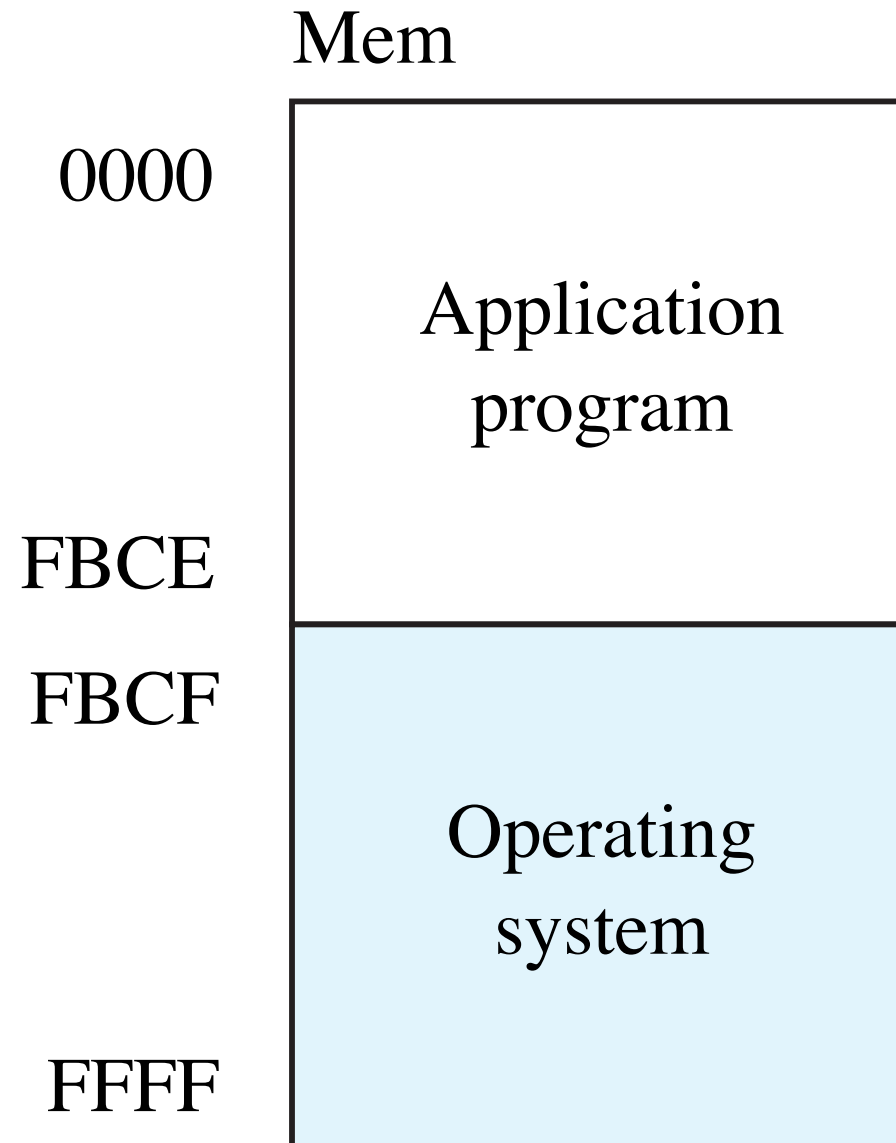 Mem
0000
Application
program
FBCE
FBCF
Operating
system
FFFF